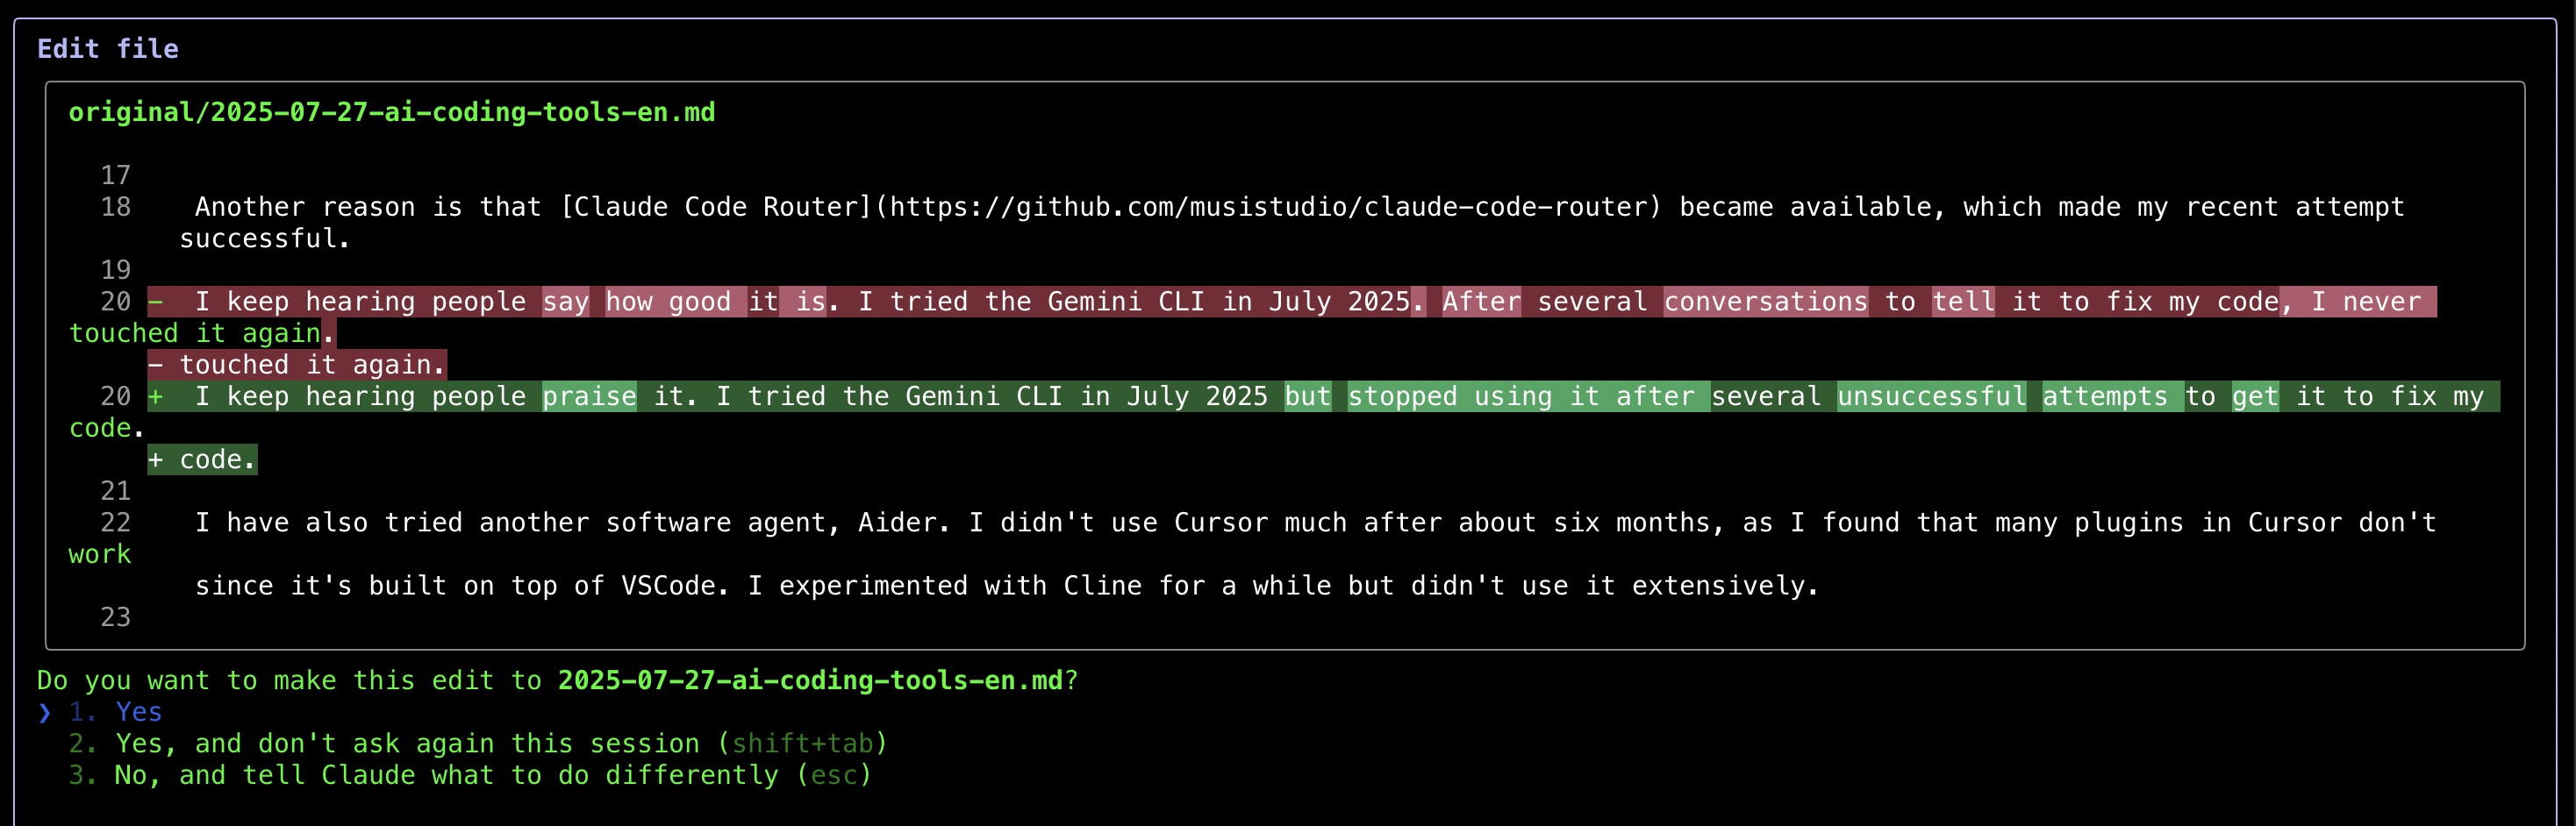 Edit file
original/2025-07-27-ai-coding-tools-en.md
17
18 Another reason is that [Claude Code Router](https://github.com/musistudio/claude-code-router) became available, which made my recent attempt
successful.
19
20 - I keep hearing people say how good it is. I tried the Gemini CLI in July 2025. After several conversations to tell it to fix my code, I never
touched it again.
- touched it again.
20 + I keep hearing people praise it. I tried the Gemini CLI in July 2025 but stopped using it after several unsuccessful attempts to get it to fix my
code.
+ code.
21
22 I have also tried another software agent, Aider. I didn't use Cursor much after about six months, as I found that many plugins in Cursor don't
work
since it's built on top of VSCode. I experimented with Cline for a while but didn't use it extensively.
23
Do you want to make this edit to 2025-07-27-ai-coding-tools-en.md?
❯ 1. Yes
2. Yes, and don't ask again this session (shift+tab)
3. No, and tell Claude what to do differently (esc)